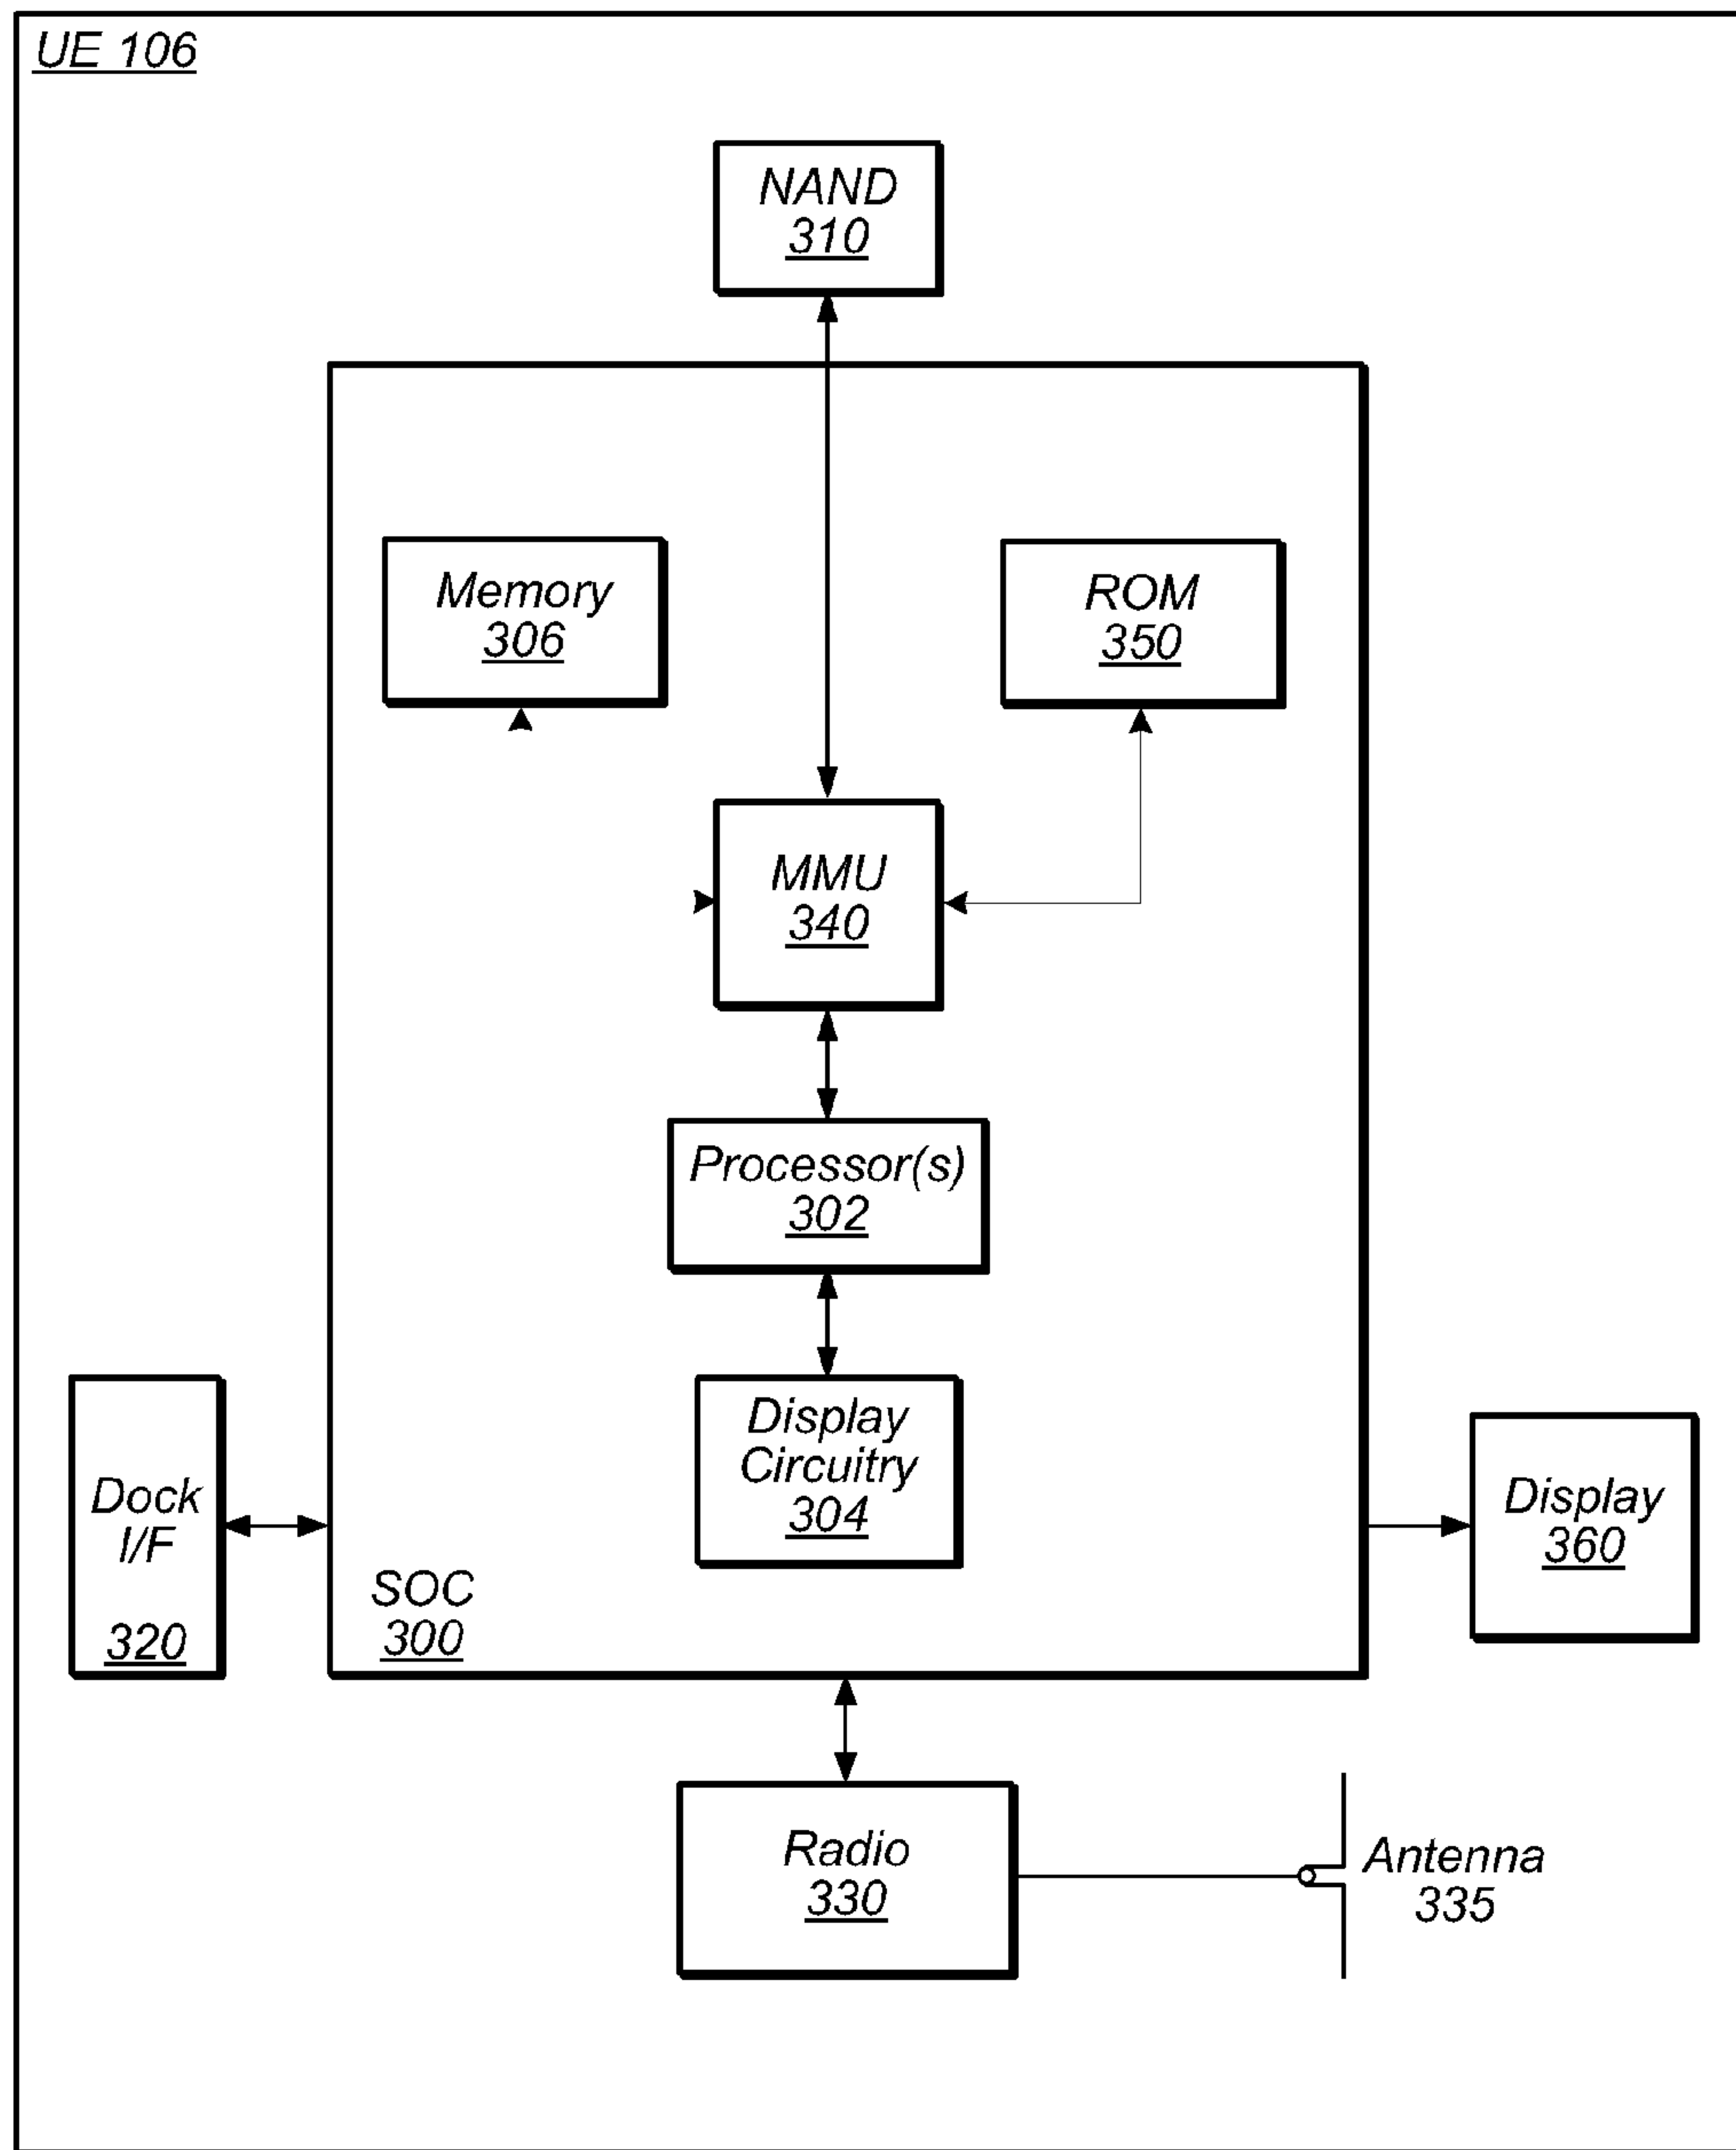 UE 106
NAND
310
Memory
306
ROM
350
MMU
340
Processor(s)
302
Display
Circuitry
304
Dock
I/F
320
SOC
300
Display
360
Radio
330
Antenna
335